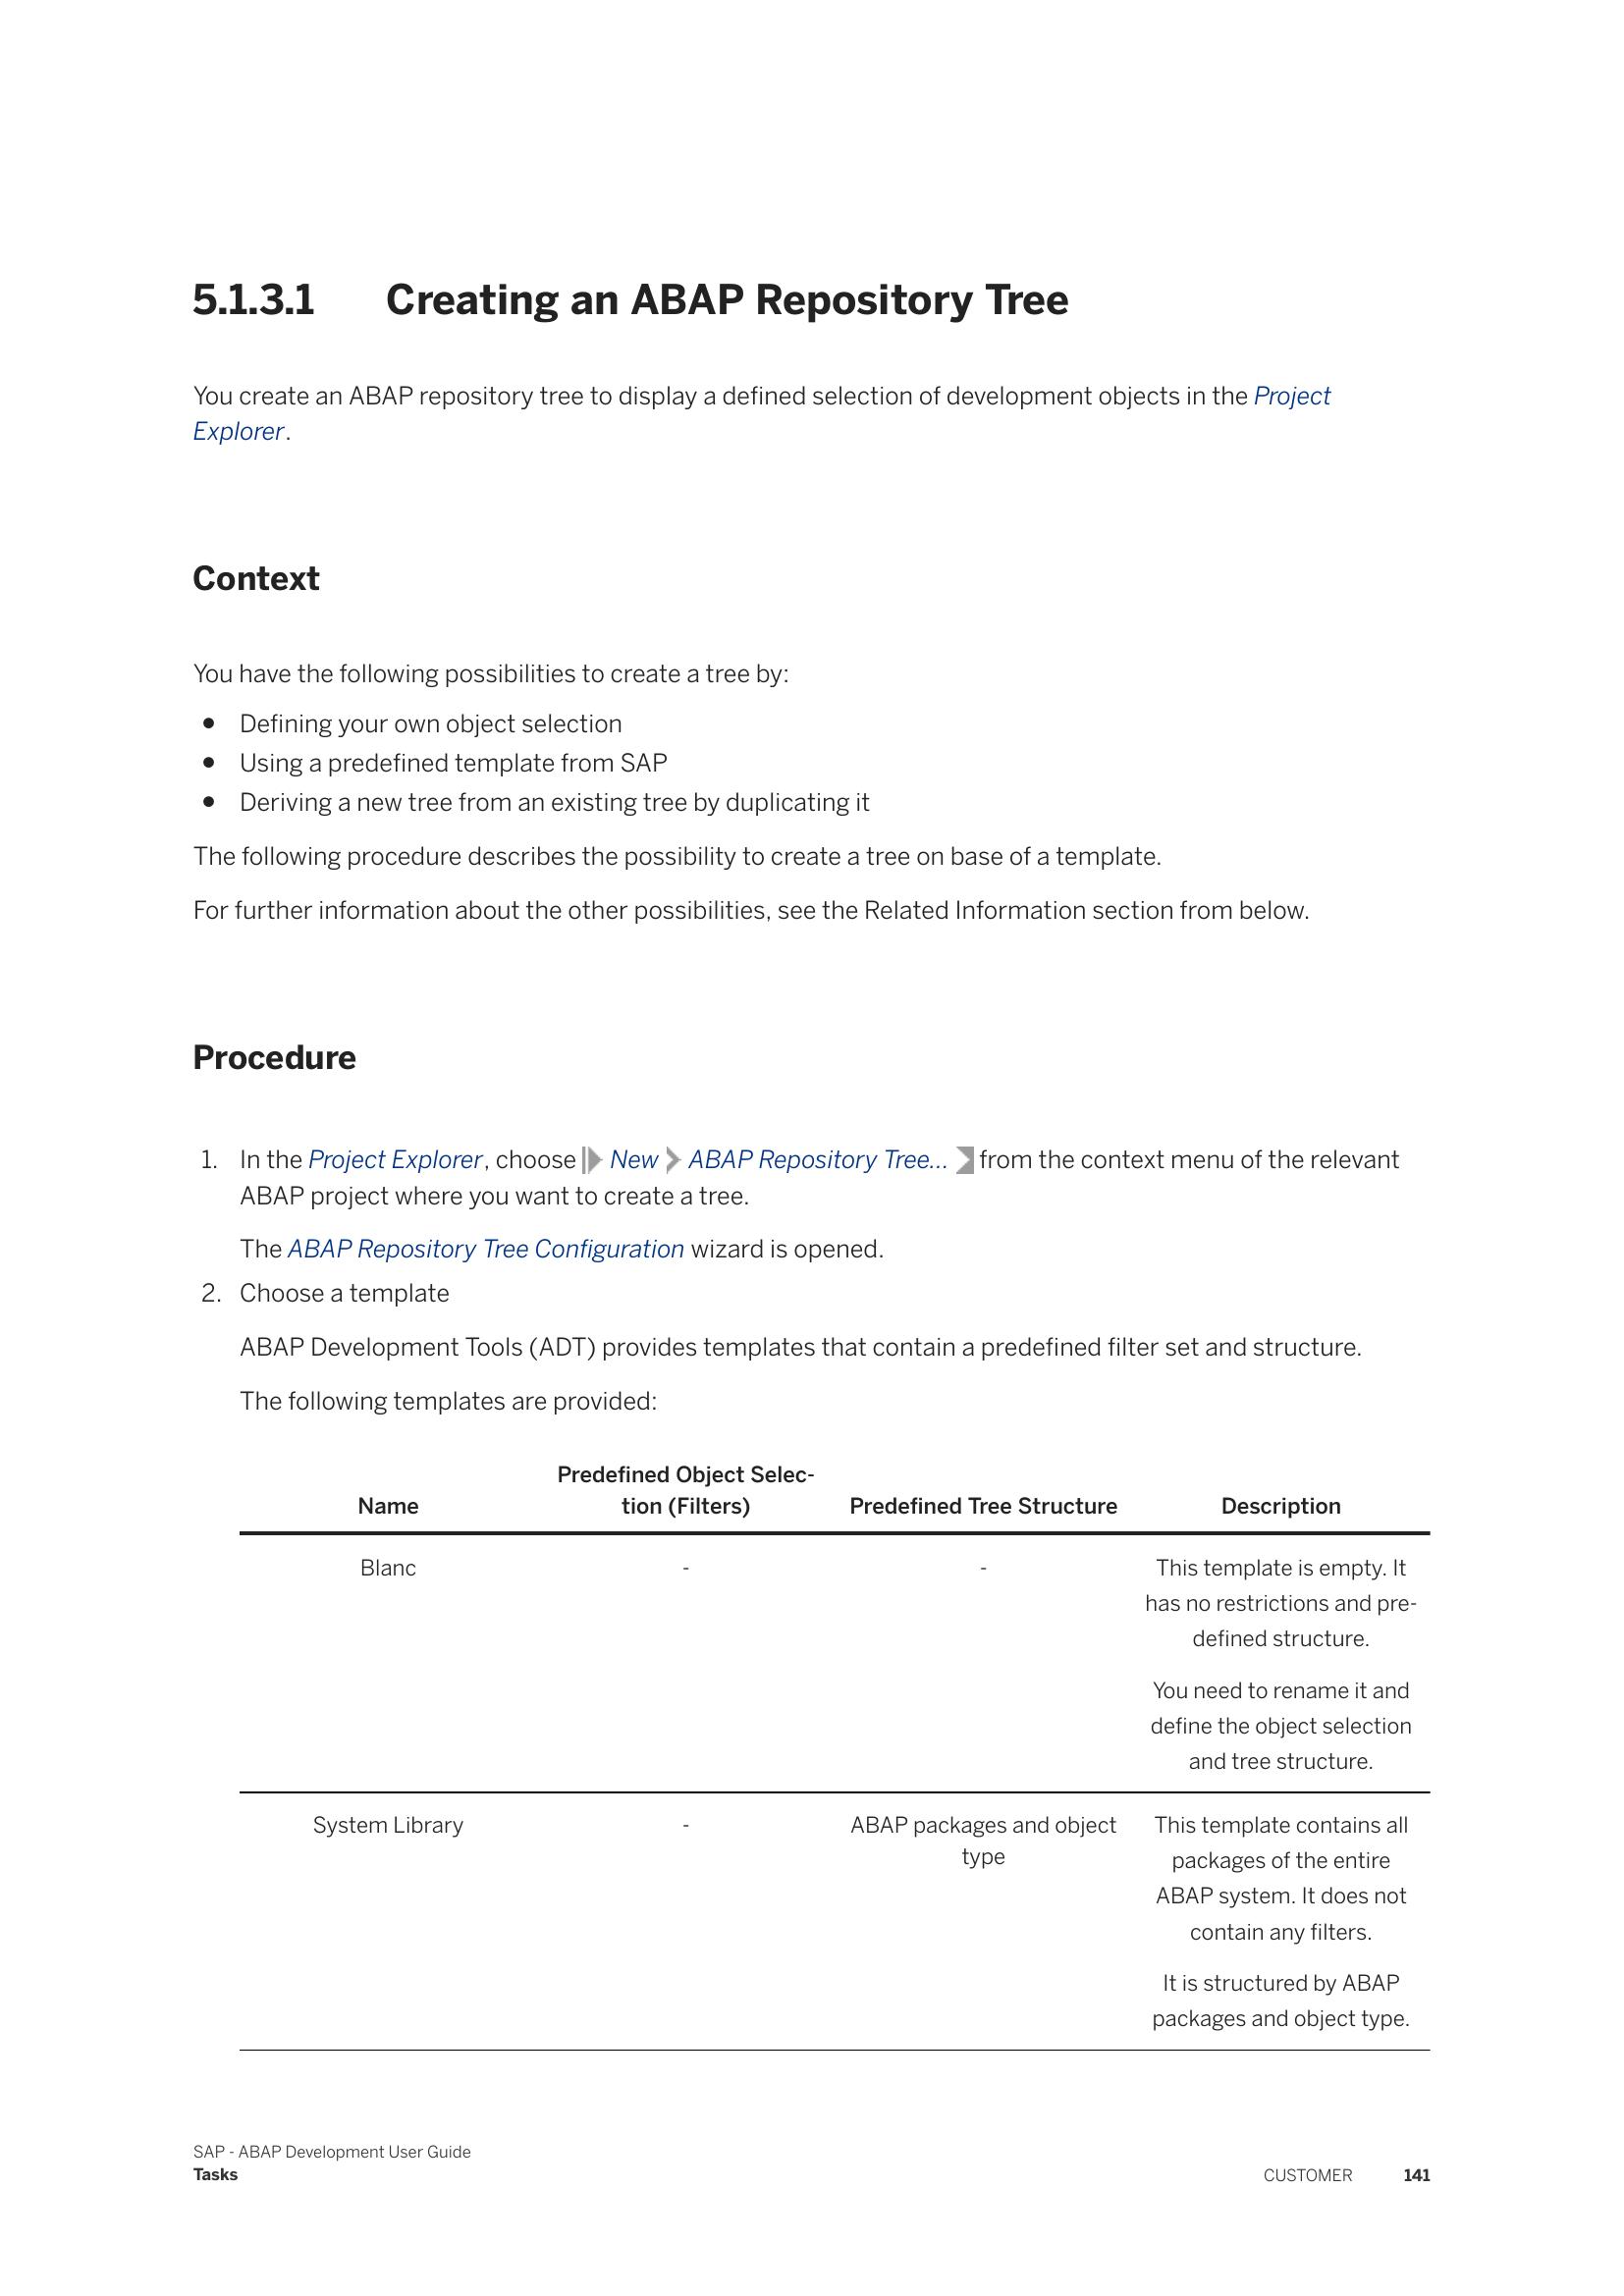 5.1.3.1 Creating an ABAP Repository Tree
You create an ABAP repository tree to display a defined selection of development objects in the Project
Explorer.
Context
You have the following possibilities to create a tree by:
● Defining your own object selection
● Using a predefined template from SAP
● Deriving a new tree from an existing tree by duplicating it
The following procedure describes the possibility to create a tree on base of a template.
For further information about the other possibilities, see the Related Information section from below.
Procedure
1. In the Project Explorer, choose New ABAP Repository Tree... from the context menu of the relevant
ABAP project where you want to create a tree.
The ABAP Repository Tree Configuration wizard is opened.
2. Choose a template
ABAP Development Tools (ADT) provides templates that contain a predefined filter set and structure.
The following templates are provided:
Predefined Object Selec-
Name tion (Filters) Predefined Tree Structure Description
Blanc - - This template is empty. It
has no restrictions and pre-
defined structure.
You need to rename it and
define the object selection
and tree structure.
System Library - ABAP packages and object This template contains all
type packages of the entire
ABAP system. It does not
contain any filters.
It is structured by ABAP
packages and object type.
SAP - ABAP Development User Guide
Tasks CUSTOMER 141